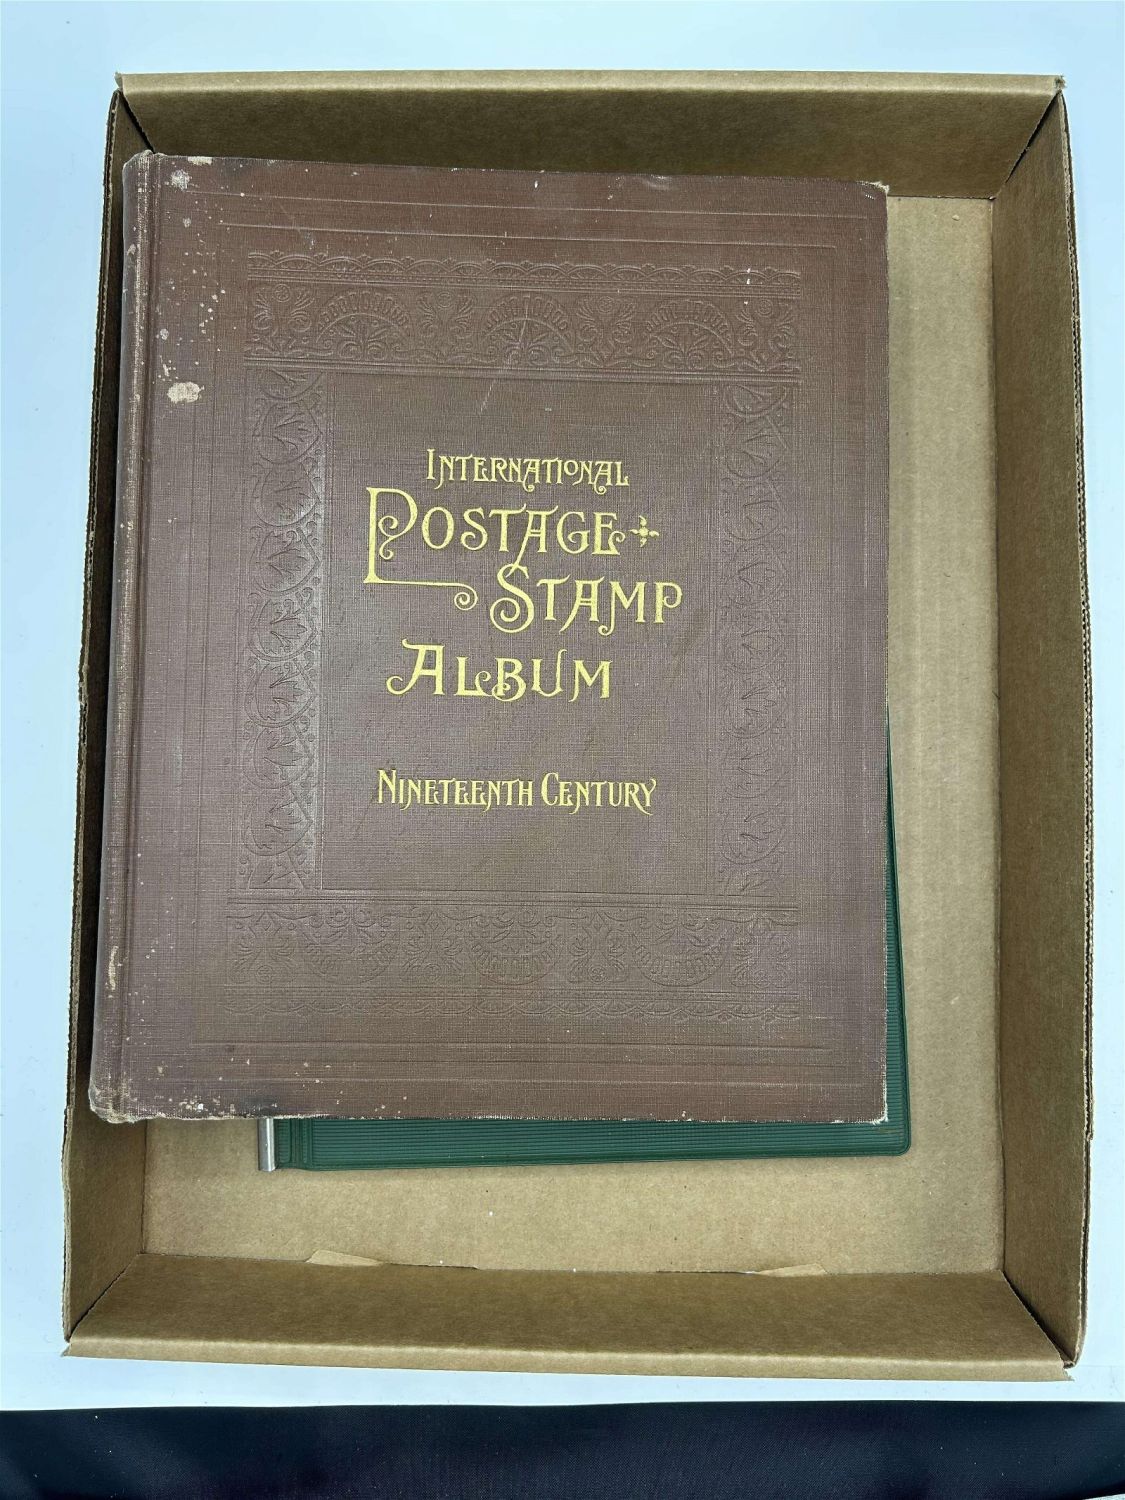 International
Postage
Stamp
Album
Nineteenth Century